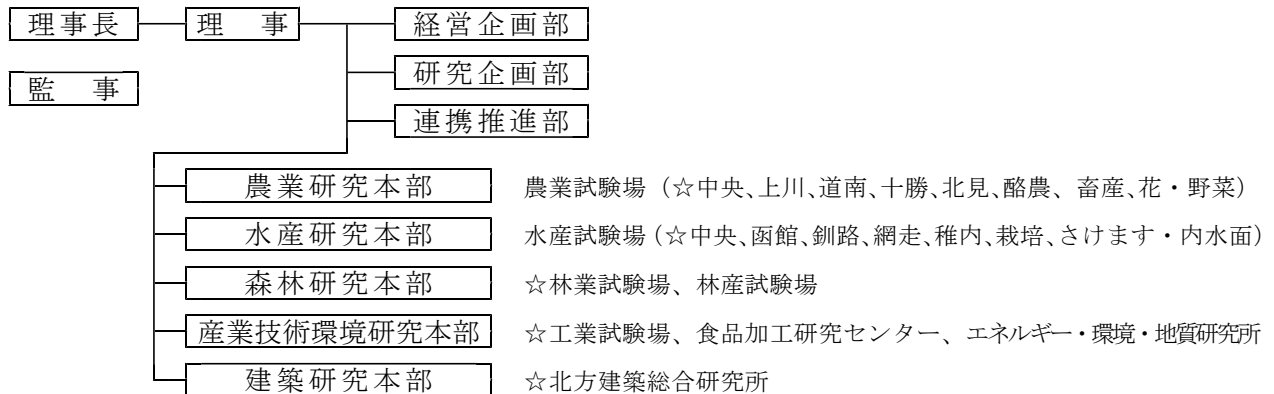 理事長 理 事 経営企画部
研究企画部
監 事
連携推進部
農業研究本部 農業試験場（☆中央、上川、道南、十勝、北見、酪農、畜産、花・野菜）
水産研究本部 水産試験場（☆中央、函館、釧路、網走、稚内、栽培、さけます・内水面）
森林研究本部 ☆林業試験場、林産試験場
産業技術環境研究本部 ☆工業試験場、食品加工研究センター、エネルギー・環境・地質研究所
建築研究本部 ☆北方建築総合研究所